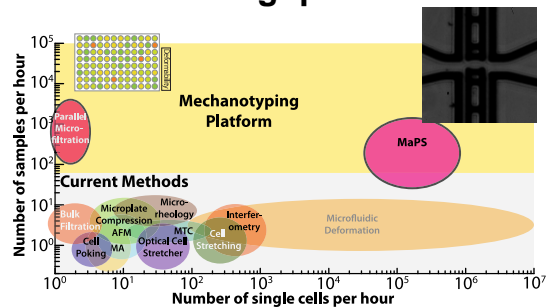 10⁵
10⁴
10³
10²
10¹
10⁰
Number of samples per hour
Deformability
Mechanotyping
Platform
Parallel
Micro-
filtration
MaPS
Current Methods
Bulk
Filtration
Microplate
Compression
AFM
Micro-
rheology
MTC
Interfer-
ometry
Microfluidic
Deformation
Cell
Poking
MA
Optical Cell
Stretcher
Cell
Stretching
10⁰
10¹
10²
10³
10⁴
10⁵
10⁶
10⁷
Number of single cells per hour